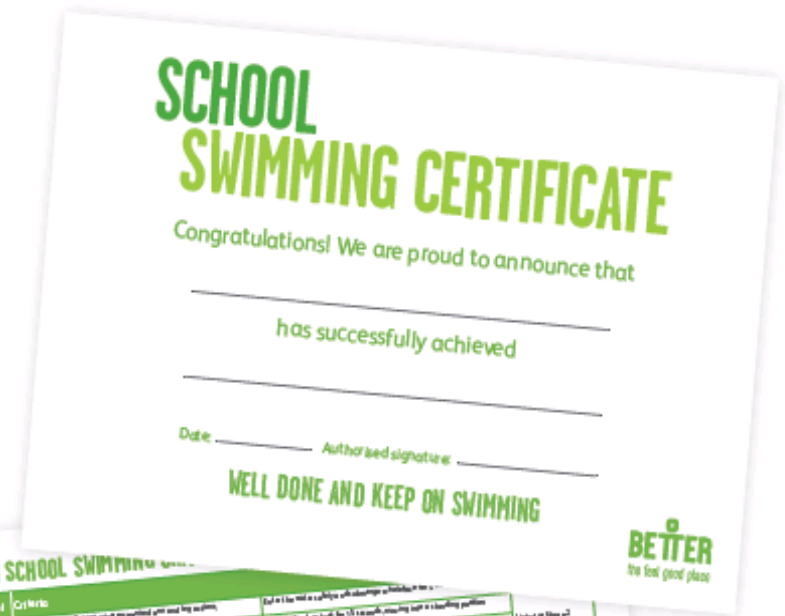 SCHOOL
SWIMMING CERTIFICATE
Congratulations! We are proud to announce that
has successfully achieved
Date: Authorised signature:
WELL DONE AND KEEP ON SWIMMING
BETTER
the feel good place
SCHOOL SWIMMING
Criteria